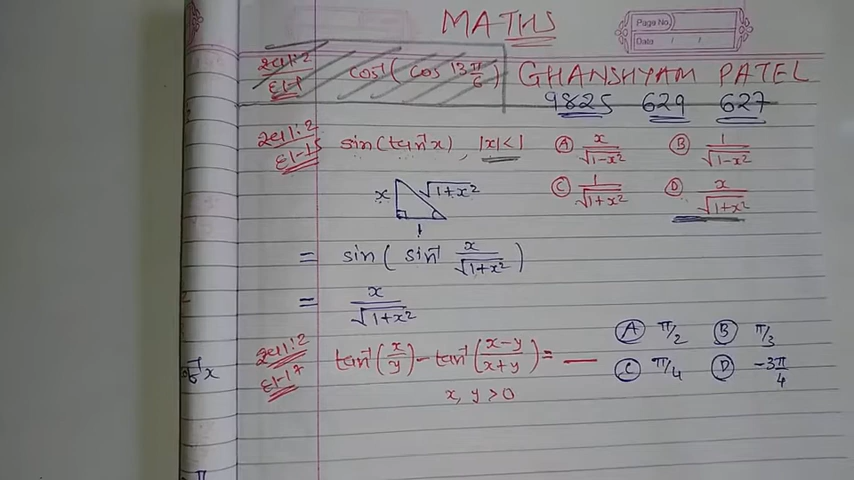 MATHS
Page No.
Date / /
cos⁻¹(cos 13π/6) GHANSHYAM PATEL
9825 629 627
sin(tan⁻¹x), |x|<1 Ⓐ x/√(1-x²) Ⓑ 1/√(1-x²)
Ⓒ 1/√(1+x²) Ⓓ x/√(1+x²)
x √(1+x²)
1
= sin(sin⁻¹ x/√(1+x²))
= x/√(1+x²)
tan⁻¹(x/y) - tan⁻¹((x-y)/(x+y)) = __ Ⓐ π/2 Ⓑ π/3
Ⓒ π/4 Ⓓ -3π/4
x, y > 0